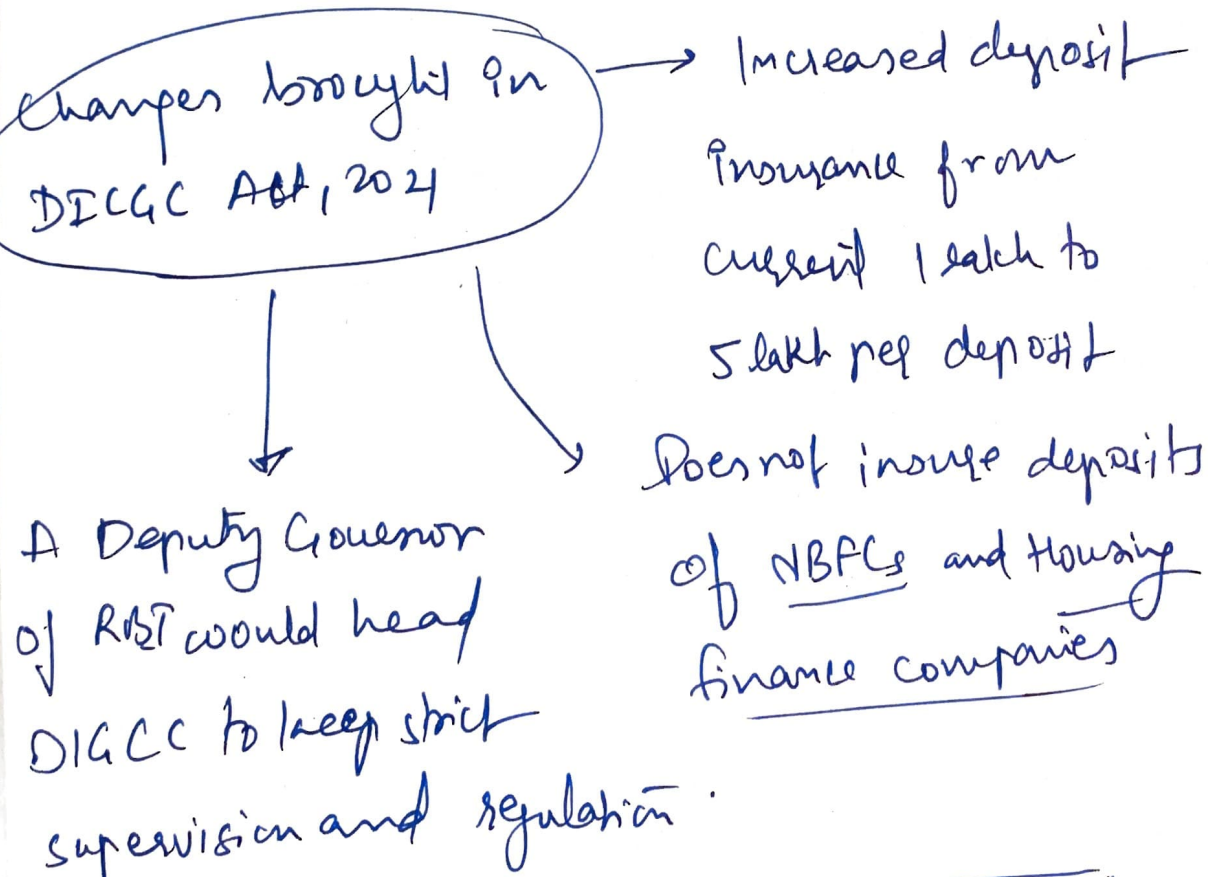 Changes brought in
DICGC Act, 2021
→ Increased deposit
insurance from
current 1 lakh to
5 lakh per deposit
Does not insure deposits
of NBFCs and Housing
finance companies
A Deputy Governor
of RBI would head
DIGCC to keep strict
supervision and regulation.